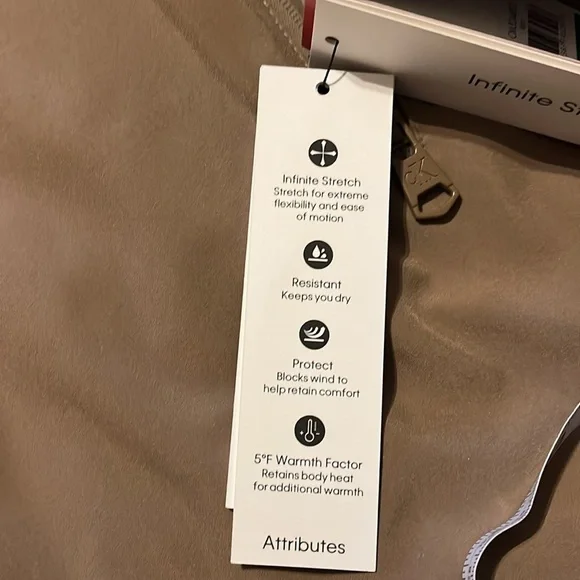 Infinite S
Infinite Stretch
Stretch for extreme
flexibility and ease
of motion
Resistant
Keeps you dry
Protect
Blocks wind to
help retain comfort
5°F Warmth Factor
Retains body heat
for additional warmth
Attributes